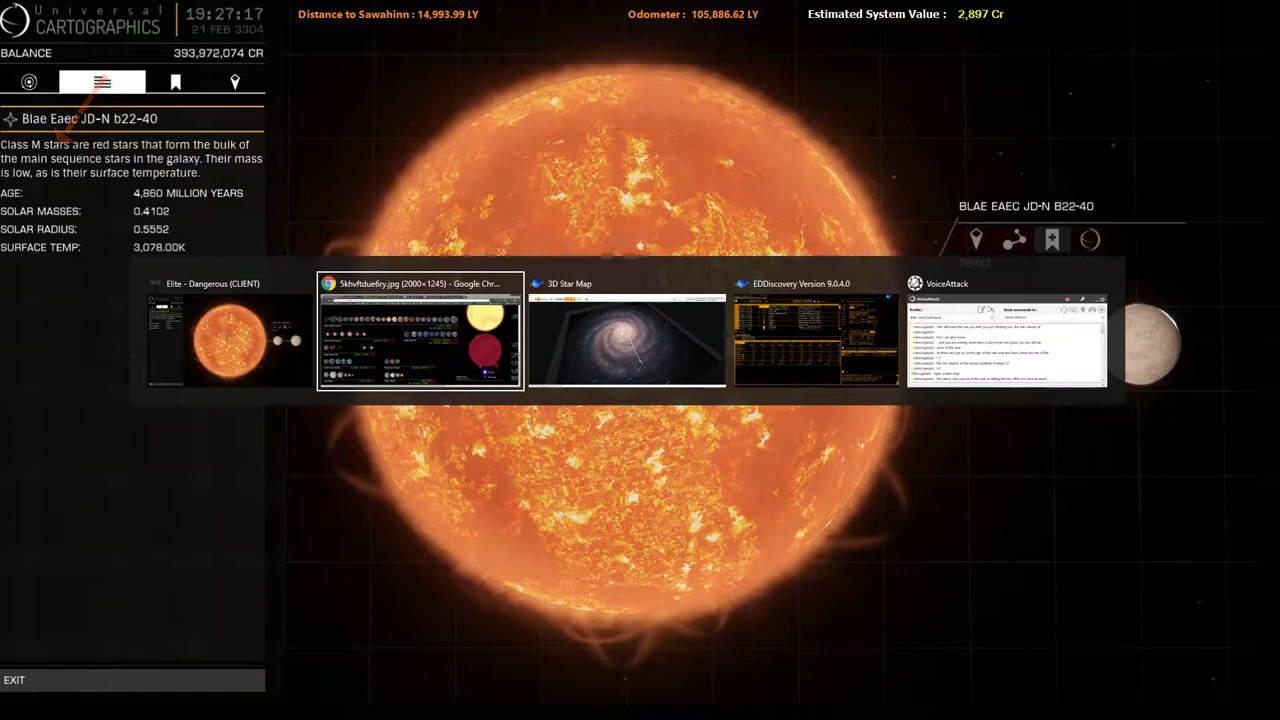 Universal
CARTOGRAPHICS
19:27:17
21 FEB 3304
Distance to Sawahinn : 14,993.99 LY
Odometer : 105,886.62 LY
Estimated System Value : 2,897 Cr
BALANCE 393,972,074 CR
Blae Eaec JD-N b22-40
Class M stars are red stars that form the bulk of
the main sequence stars in the galaxy. Their mass
is low, as is their surface temperature.
AGE: 4,860 MILLION YEARS
SOLAR MASSES: 0.4102
SOLAR RADIUS: 0.5552
SURFACE TEMP: 3,078.00K
BLAE EAEC JD-N B22-40
Select
Elite - Dangerous (CLIENT)
5khvftdue6ry.jpg (2000×1245) - Google Chr...
3D Star Map
EDDiscovery Version 9.0.4.0
VoiceAttack
EXIT